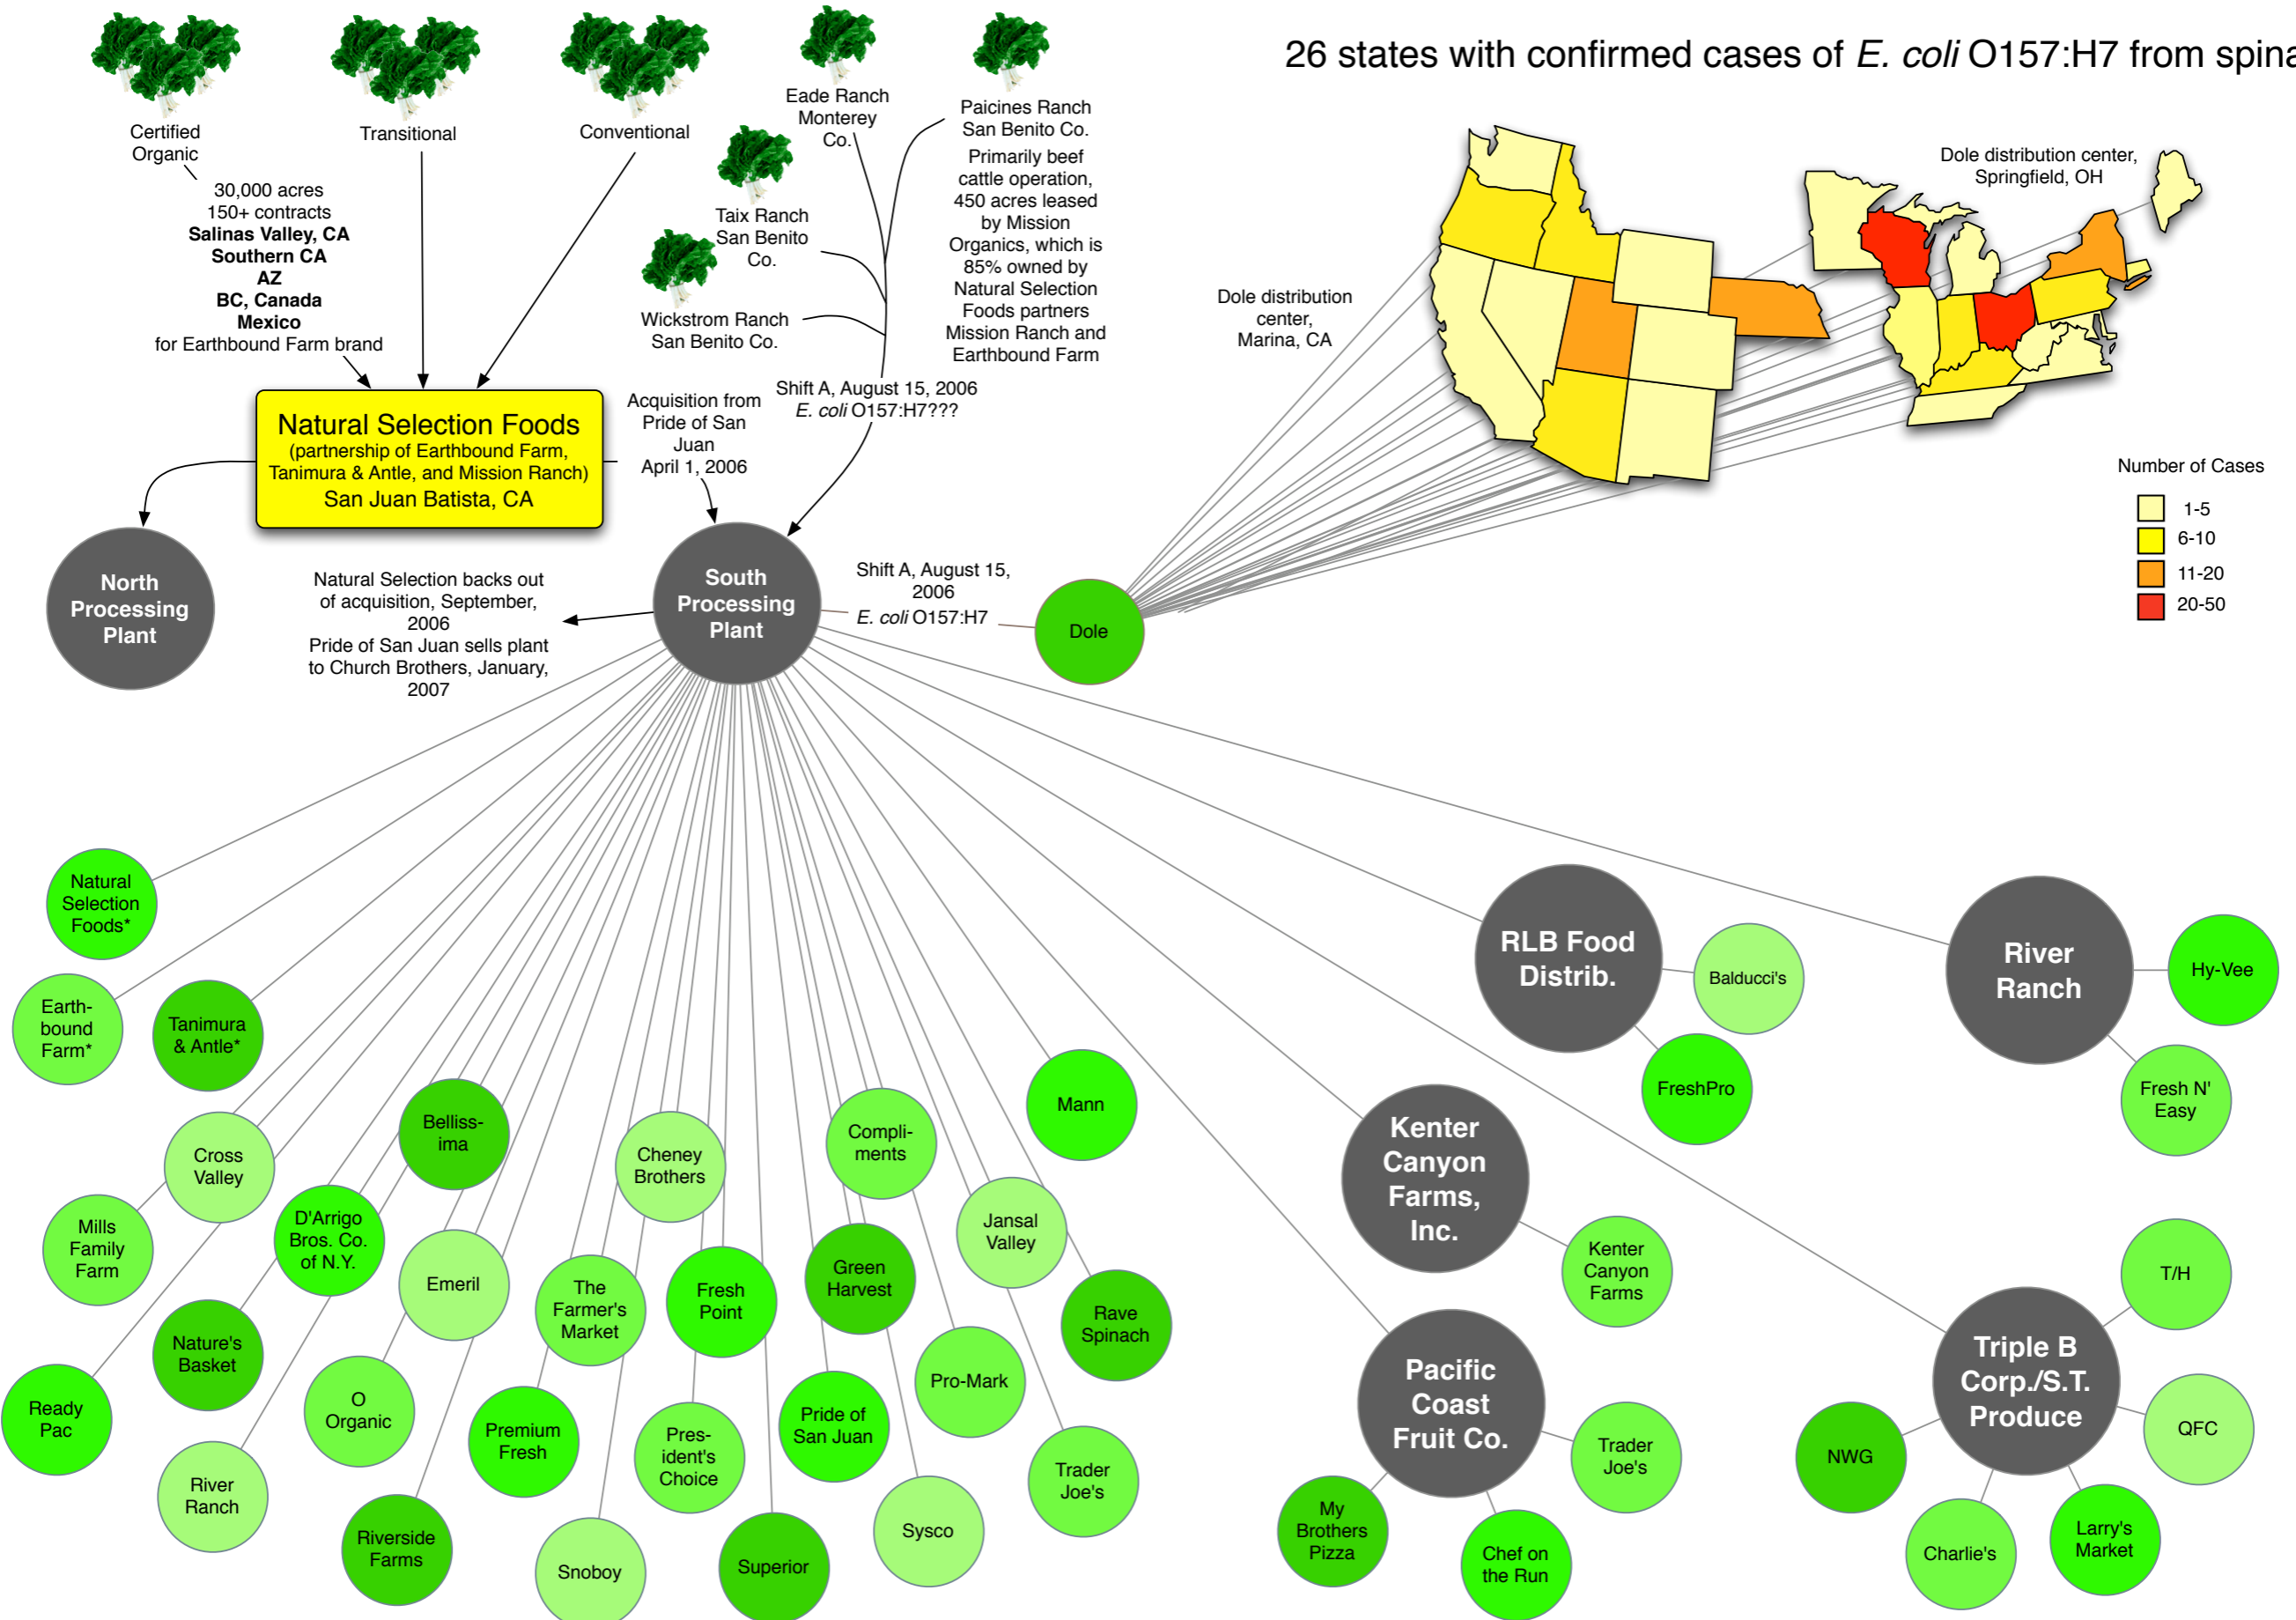 26 states with confirmed cases of E. coli O157:H7 from spina
Certified
Organic
Transitional
Conventional
Eade Ranch
Monterey
Co.
Paicines Ranch
San Benito Co.
Primarily beef
cattle operation,
450 acres leased
by Mission
Organics, which is
85% owned by
Natural Selection
Foods partners
Mission Ranch and
Earthbound Farm
Taix Ranch
San Benito
Co.
Wickstrom Ranch
San Benito Co.
30,000 acres
150+ contracts
Salinas Valley, CA
Southern CA
AZ
BC, Canada
Mexico
for Earthbound Farm brand
Dole distribution center,
Springfield, OH
Dole distribution
center,
Marina, CA
Natural Selection Foods
(partnership of Earthbound Farm,
Tanimura & Antle, and Mission Ranch)
San Juan Batista, CA
Acquisition from
Pride of San
Juan
April 1, 2006
Shift A, August 15, 2006
E. coli O157:H7???
Number of Cases
1-5
6-10
11-20
20-50
North
Processing
Plant
Natural Selection backs out
of acquisition, September,
2006
Pride of San Juan sells plant
to Church Brothers, January,
2007
South
Processing
Plant
Shift A, August 15,
2006
E. coli O157:H7
Dole
Natural
Selection
Foods*
Earth-
bound
Farm*
Tanimura
& Antle*
Cross
Valley
Mills
Family
Farm
Belliss-
ima
D'Arrigo
Bros. Co.
of N.Y.
Emeril
Nature's
Basket
Ready
Pac
O
Organic
River
Ranch
Riverside
Farms
Cheney
Brothers
The
Farmer's
Market
Fresh
Point
Premium
Fresh
Pres-
ident's
Choice
Snoboy
Superior
Compli-
ments
Green
Harvest
Pride of
San Juan
Sysco
Mann
Jansal
Valley
Pro-Mark
Rave
Spinach
Trader
Joe's
RLB Food
Distrib.
Balducci's
FreshPro
River
Ranch
Hy-Vee
Fresh N'
Easy
Kenter
Canyon
Farms,
Inc.
Kenter
Canyon
Farms
Pacific
Coast
Fruit Co.
Trader
Joe's
My
Brothers
Pizza
Chef on
the Run
Triple B
Corp./S.T.
Produce
T/H
QFC
NWG
Charlie's
Larry's
Market